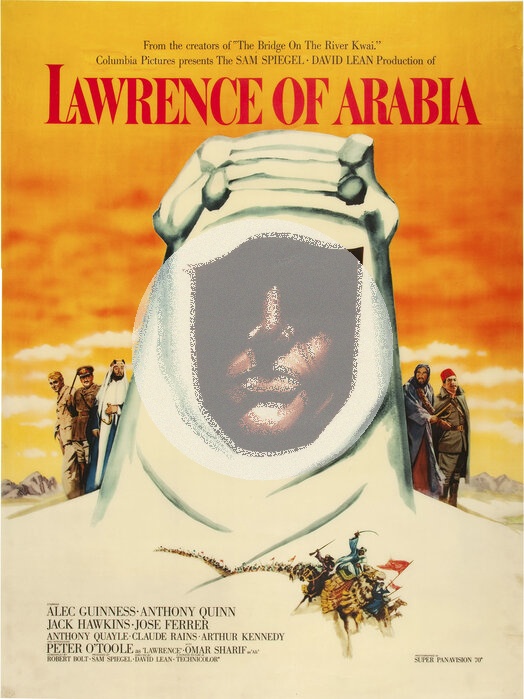 From the creators of "The Bridge On The River Kwai."
Columbia Pictures presents The SAM SPIEGEL · DAVID LEAN Production of
LAWRENCE OF ARABIA
ALEC GUINNESS · ANTHONY QUINN
JACK HAWKINS · JOSE FERRER
ANTHONY QUAYLE · CLAUDE RAINS · ARTHUR KENNEDY
PETER O'TOOLE as 'LAWRENCE' · OMAR SHARIF as 'Ali'
ROBERT BOLT · SAM SPIEGEL · DAVID LEAN · TECHNICOLOR®
SUPER PANAVISION 70®